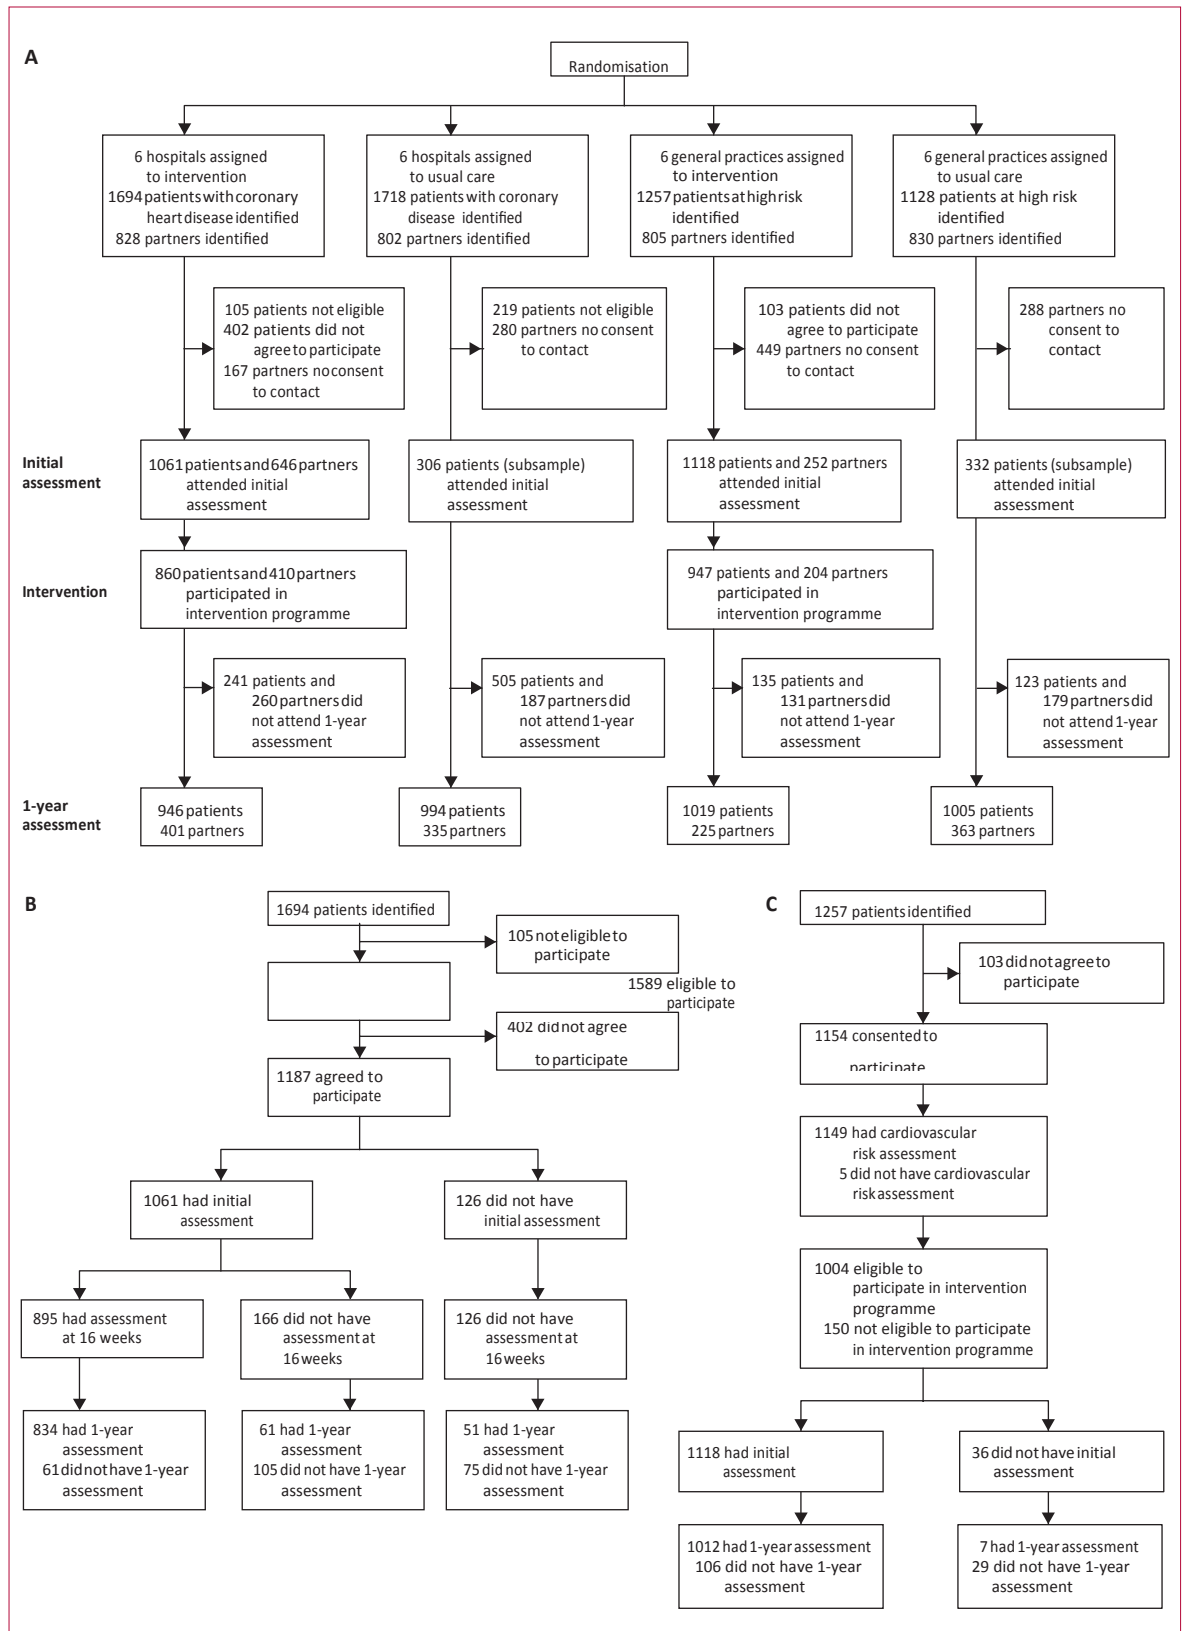 A
Randomisation
6 hospitals assigned
to intervention
1694 patients with coronary
heart disease identified
828 partners identified
6 hospitals assigned
to usual care
1718 patients with coronary
disease identified
802 partners identified
6 general practices assigned
to intervention
1257 patients at high risk
identified
805 partners identified
6 general practices assigned
to usual care
1128 patients at high risk
identified
830 partners identified
105 patients not eligible
402 patients did not
agree to participate
167 partners no consent
to contact
219 patients not eligible
280 partners no consent
to contact
103 patients did not
agree to participate
449 partners no consent
to contact
288 partners no
consent to
contact
Initial
assessment
1061 patients and 646 partners
attended initial
assessment
306 patients (subsample)
attended initial
assessment
1118 patients and 252 partners
attended initial
assessment
332 patients (subsample)
attended initial
assessment
Intervention
860 patients and 410 partners
participated in
intervention programme
947 patients and 204 partners
participated in
intervention programme
241 patients and
260 partners did
not attend 1-year
assessment
505 patients and
187 partners did
not attend 1-year
assessment
135 patients and
131 partners did
not attend 1-year
assessment
123 patients and
179 partners did
not attend 1-year
assessment
1-year
assessment
946 patients
401 partners
994 patients
335 partners
1019 patients
225 partners
1005 patients
363 partners
B
1694 patients identified
105 not eligible to
participate
1589 eligible to
participate
402 did not agree
to participate
1187 agreed to
participate
1061 had initial
assessment
126 did not have
initial assessment
895 had assessment
at 16 weeks
166 did not have
assessment at
16 weeks
126 did not have
assessment at
16 weeks
834 had 1-year
assessment
61 did not have 1-year
assessment
61 had 1-year
assessment
105 did not have 1-year
assessment
51 had 1-year
assessment
75 did not have 1-year
assessment
C
1257 patients identified
103 did not agree to
participate
1154 consented to
participate
1149 had cardiovascular
risk assessment
5 did not have cardiovascular
risk assessment
1004 eligible to
participate in intervention
programme
150 not eligible to participate
in intervention programme
1118 had initial
assessment
36 did not have initial
assessment
1012 had 1-year assessment
106 did not have 1-year
assessment
7 had 1-year assessment
29 did not have 1-year
assessment